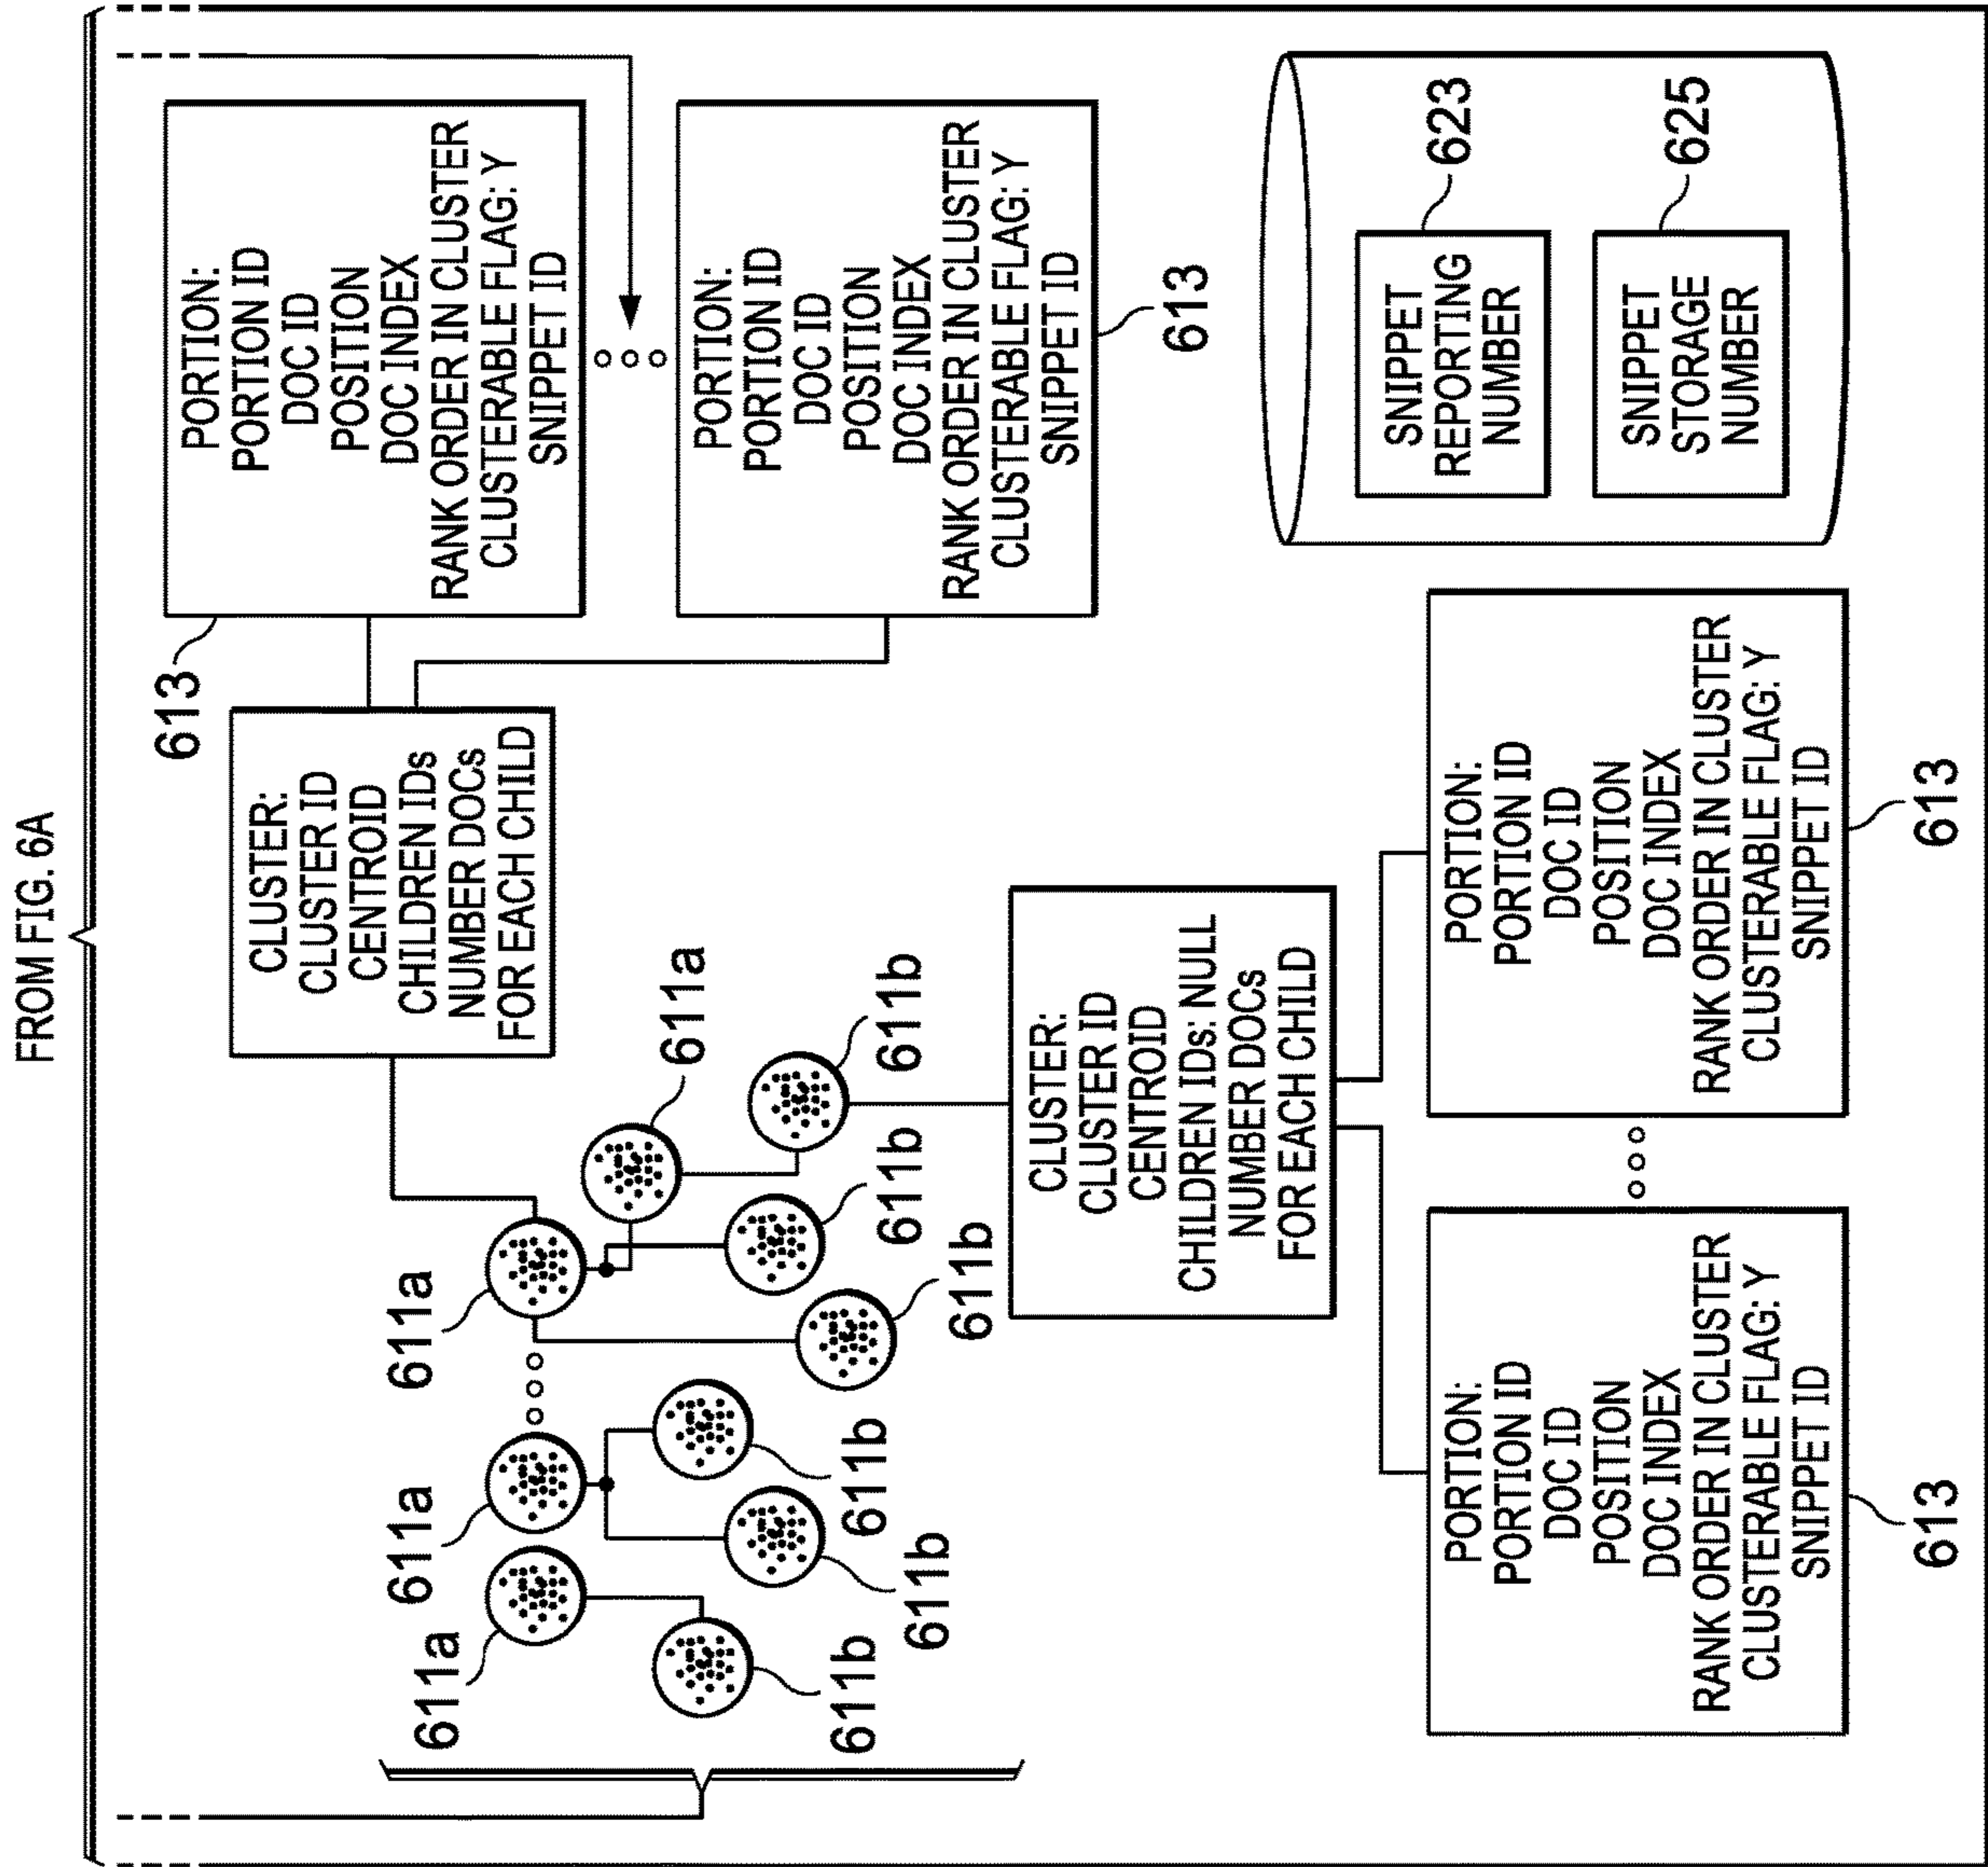 FROM FIG. 6A
CLUSTER:
CLUSTER ID
CENTROID
CHILDREN IDs
NUMBER DOCs
FOR EACH CHILD
613
PORTION:
PORTION ID
DOC ID
POSITION
DOC INDEX
RANK ORDER IN CLUSTER
CLUSTERABLE FLAG: Y
SNIPPET ID
PORTION:
PORTION ID
DOC ID
POSITION
DOC INDEX
RANK ORDER IN CLUSTER
CLUSTERABLE FLAG: Y
SNIPPET ID
613
611a
611a
611a
611a
611b
611b
611b
611b
611b
611b
CLUSTER:
CLUSTER ID
CENTROID
CHILDREN IDs: NULL
NUMBER DOCs
FOR EACH CHILD
SNIPPET
REPORTING
NUMBER
623
SNIPPET
STORAGE
NUMBER
625
PORTION:
PORTION ID
DOC ID
POSITION
DOC INDEX
RANK ORDER IN CLUSTER
CLUSTERABLE FLAG: Y
SNIPPET ID
613
PORTION:
PORTION ID
DOC ID
POSITION
DOC INDEX
RANK ORDER IN CLUSTER
CLUSTERABLE FLAG: Y
SNIPPET ID
613